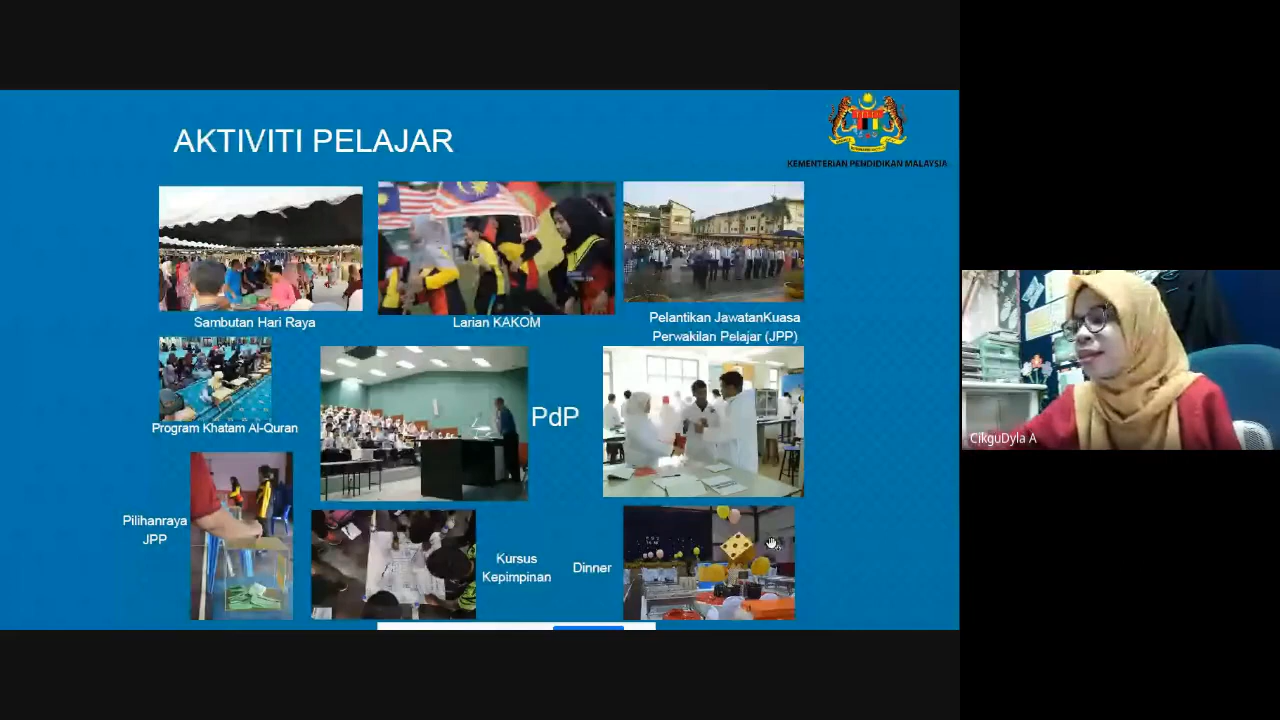 AKTIVITI PELAJAR
KEMENTERIAN PENDIDIKAN MALAYSIA
Sambutan Hari Raya
Larian KAKOM
Pelantikan JawatanKuasa
Perwakilan Pelajar (JPP)
Program Khatam Al-Quran
PdP
Pilihanraya
JPP
Kursus
Kepimpinan
Dinner
CikguDyla A